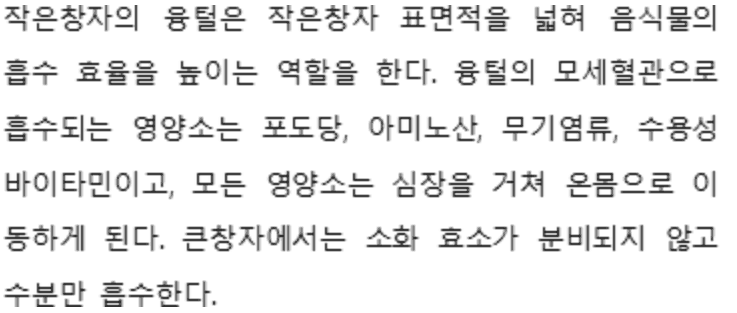 작은창자의 융털은 작은창자 표면적을 넓혀 음식물의
흡수 효율을 높이는 역할을 한다. 융털의 모세혈관으로
흡수되는 영양소는 포도당, 아미노산, 무기염류, 수용성
바이타민이고, 모든 영양소는 심장을 거쳐 온몸으로 이
동하게 된다. 큰창자에서는 소화 효소가 분비되지 않고
수분만 흡수한다.